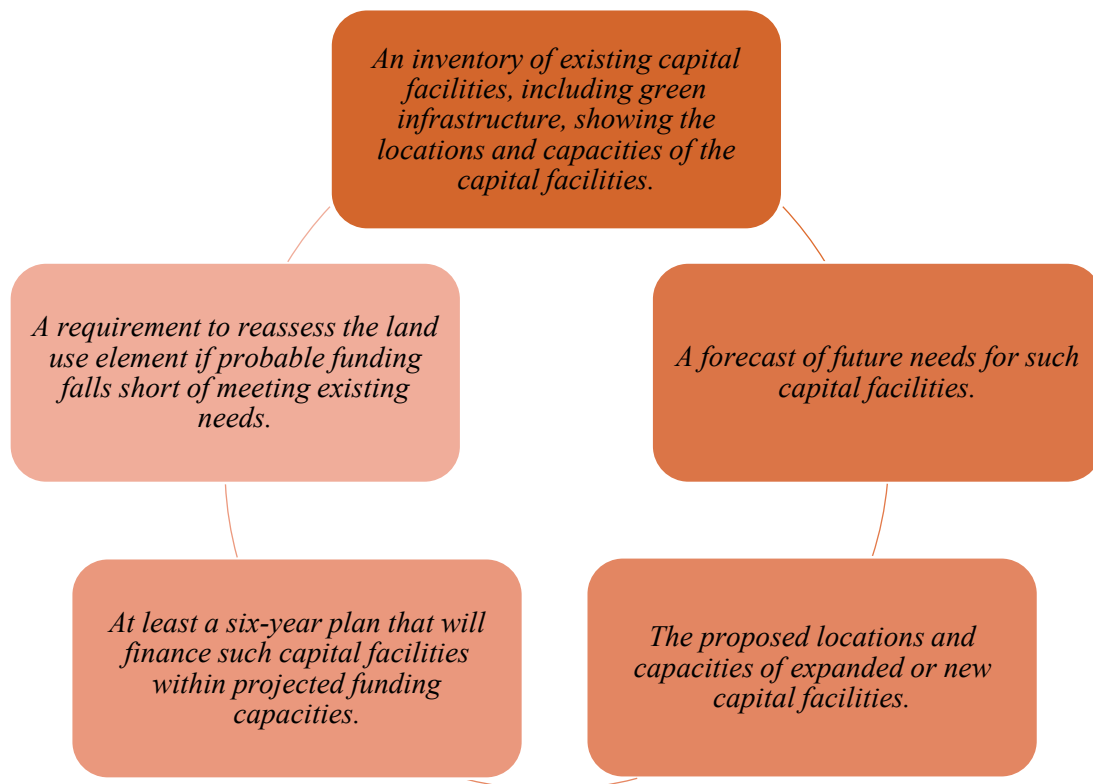 An inventory of existing capital
facilities, including green
infrastructure, showing the
locations and capacities of the
capital facilities.
A forecast of future needs for such
capital facilities.
The proposed locations and
capacities of expanded or new
capital facilities.
At least a six-year plan that will
finance such capital facilities
within projected funding
capacities.
A requirement to reassess the land
use element if probable funding
falls short of meeting existing
needs.